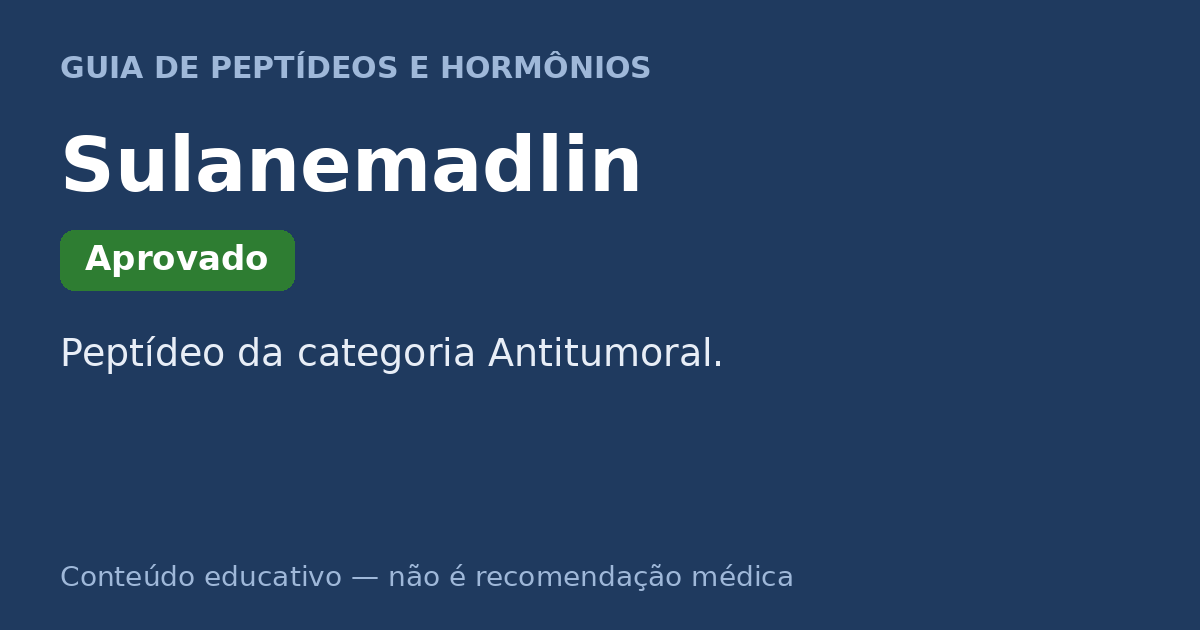 GUIA DE PEPTÍDEOS E HORMÔNIOS
Sulanemadlin
Aprovado
Peptídeo da categoria Antitumoral.
Conteúdo educativo — não é recomendação médica